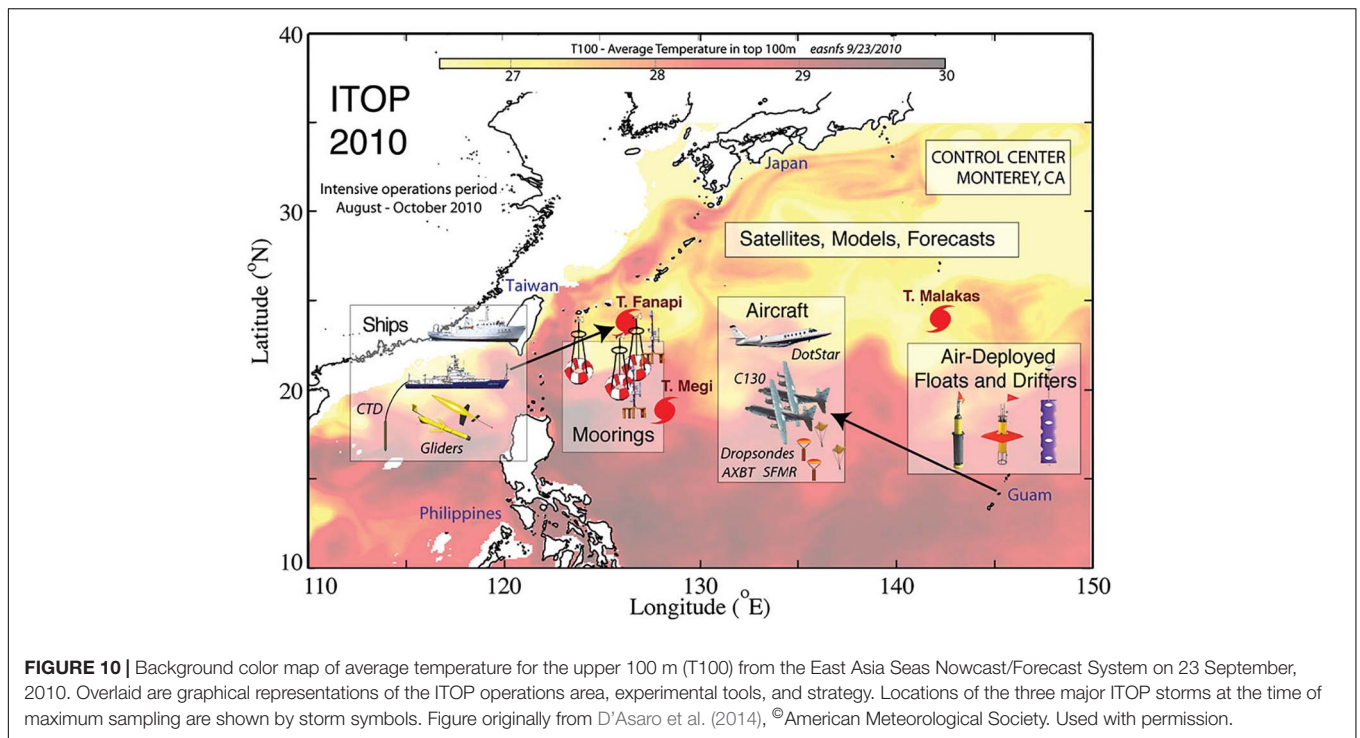 T100 - Average Temperature in top 100m easnfs 9/23/2010
27 28 29 30
ITOP
2010
Intensive operations period
August - October 2010
CONTROL CENTER
MONTEREY, CA
Japan
Satellites, Models, Forecasts
Taiwan
T. Fanapi
T. Malakas
Ships
CTD
Gliders
T. Megi
Moorings
Aircraft
DotStar
C130
Dropsondes
AXBT SFMR
Air-Deployed
Floats and Drifters
Guam
Philippines
40
30
20
10
Latitude (°N)
110 120 130 140 150
Longitude (°E)
FIGURE 10 | Background color map of average temperature for the upper 100 m (T100) from the East Asia Seas Nowcast/Forecast System on 23 September,
2010. Overlaid are graphical representations of the ITOP operations area, experimental tools, and strategy. Locations of the three major ITOP storms at the time of
maximum sampling are shown by storm symbols. Figure originally from D'Asaro et al. (2014), ©American Meteorological Society. Used with permission.